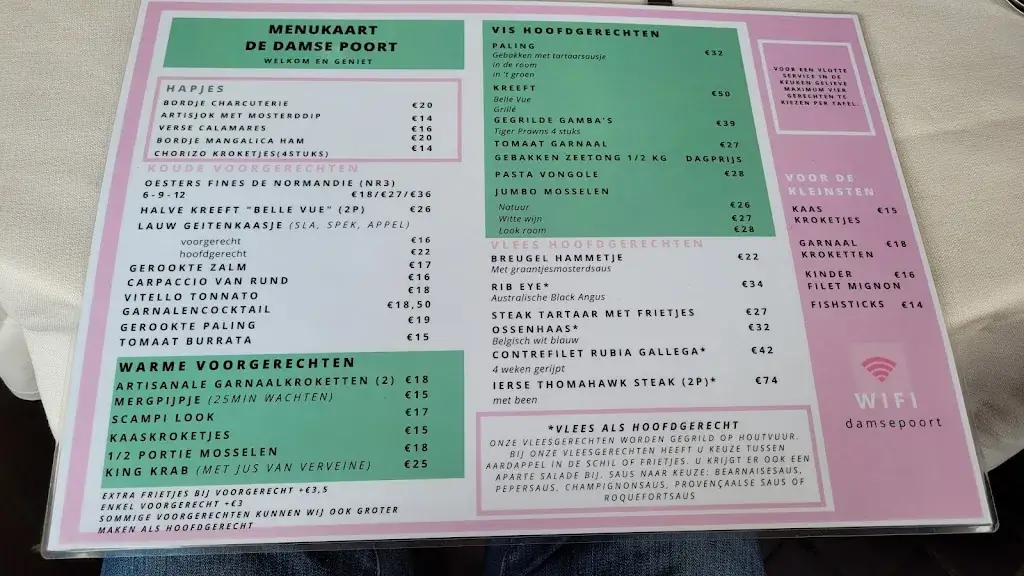 MENUKAART
DE DAMSE POORT
WELKOM EN GENIET
HAPJES
BORDJE CHARCUTERIE €20
ARTISJOK MET MOSTERDDIP €14
VERSE CALAMARES €16
BORDJE MANGALICA HAM €20
CHORIZO KROKETJES(4STUKS) €14
KOUDE VOORGERECHTEN
OESTERS FINES DE NORMANDIE (NR3)
6-9-12 €18/€27/€36
HALVE KREEFT "BELLE VUE" (2P) €26
LAUW GEITENKAASJE (SLA, SPEK, APPEL)
voorgerecht €16
hoofdgerecht €22
GEROOKTE ZALM €17
CARPACCIO VAN RUND €16
VITELLO TONNATO €18
GARNALENCOCKTAIL €18,50
GEROOKTE PALING €19
TOMAAT BURRATA €15
WARME VOORGERECHTEN
ARTISANALE GARNAALKROKETTEN (2) €18
MERGPIJPJE (25MIN WACHTEN) €15
SCAMPI LOOK €17
KAASKROKETJES €15
1/2 PORTIE MOSSELEN €18
KING KRAB (MET JUS VAN VERVEINE) €25
EXTRA FRIETJES BIJ VOORGERECHT +€3,5
ENKEL VOORGERECHT +€3
SOMMIGE VOORGERECHTEN KUNNEN WIJ OOK GROTER
MAKEN ALS HOOFDGERECHT
VIS HOOFDGERECHTEN
PALING €32
Gebakken met tartaarsausje
in de room
in 't groen
KREEFT €50
Belle Vue
Grillé
GEGRILDE GAMBA'S €39
Tiger Prawns 4 stuks
TOMAAT GARNAAL €27
GEBAKKEN ZEETONG 1/2 KG DAGPRIJS
PASTA VONGOLE €28
JUMBO MOSSELEN
Natuur €26
Witte wijn €27
Look room €28
VLEES HOOFDGERECHTEN
BREUGEL HAMMETJE €22
Met graantjesmosterdsaus
RIB EYE* €34
Australische Black Angus
STEAK TARTAAR MET FRIETJES €27
OSSENHAAS* €32
Belgisch wit blauw
CONTREFILET RUBIA GALLEGA* €42
4 weken gerijpt
IERSE THOMAHAWK STEAK (2P)* €74
met been
*VLEES ALS HOOFDGERECHT
ONZE VLEESGERECHTEN WORDEN GEGRILD OP HOUTVUUR.
BIJ ONZE VLEESGERECHTEN HEEFT U KEUZE TUSSEN
AARDAPPEL IN DE SCHIL OF FRIETJES. U KRIJGT ER OOK EEN
APARTE SALADE BIJ. SAUS NAAR KEUZE: BEARNAISESAUS,
PEPERSAUS, CHAMPIGNONSAUS, PROVENÇAALSE SAUS OF
ROQUEFORTSAUS
VOOR EEN VLOTTE
SERVICE IN DE
KEUKEN GELIEVE
MAXIMUM VIER
GERECHTEN TE
KIEZEN PER TAFEL.
VOOR DE
KLEINSTEN
KAAS €15
KROKETJES
GARNAAL €18
KROKETTEN
KINDER €16
FILET MIGNON
FISHSTICKS €14
WIFI
damsepoort